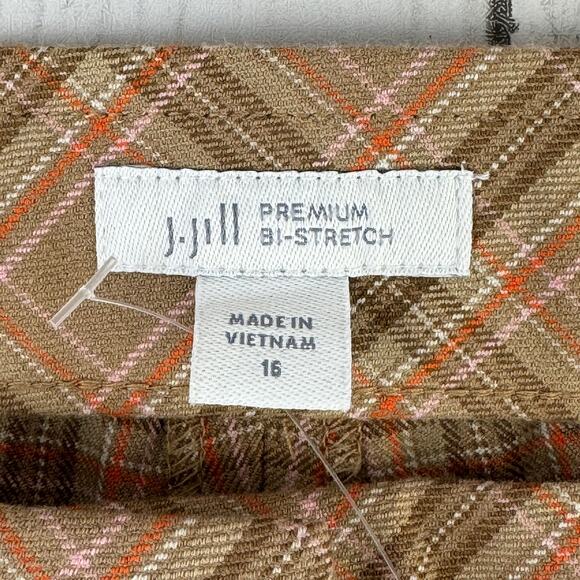 J.Jill PREMIUM
BI-STRETCH
MADE IN
VIETNAM
16